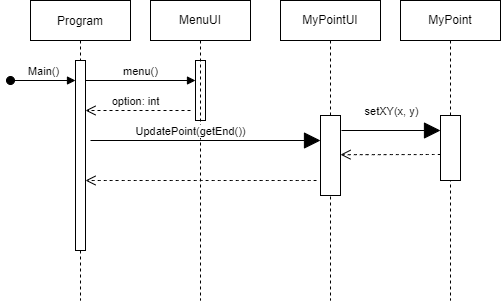 Program
MenuUI
MyPointUI
MyPoint
Main()
menu()
option: int
setXY(x, y)
UpdatePoint(getEnd())